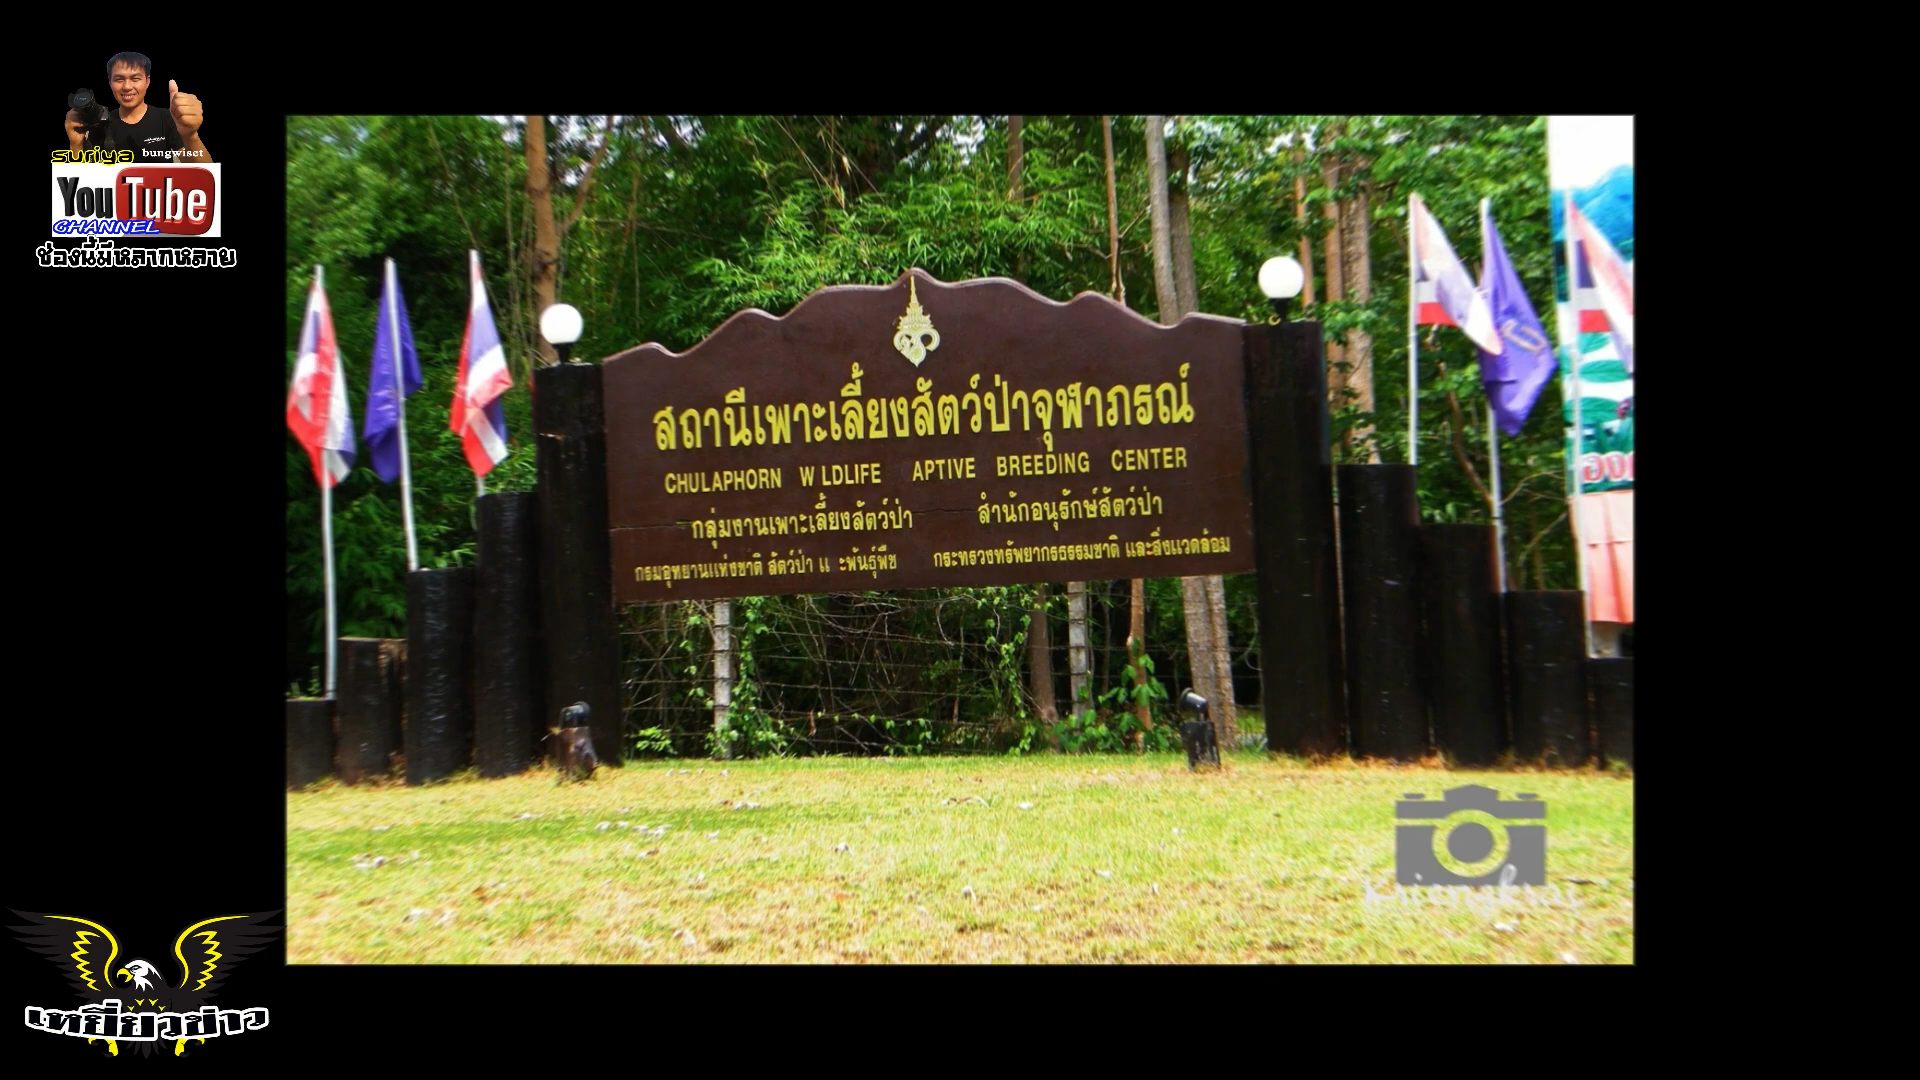 suriya bungwiset
YouTube
CHANNEL
ช่องนี้มีหลากหลาย
สถานีเพาะเลี้ยงสัตว์ป่าจุฬาภรณ์
CHULAPHORN W LDLIFE APTIVE BREEDING CENTER
กลุ่มงานเพาะเลี้ยงสัตว์ป่า สำนักอนุรักษ์สัตว์ป่า
กรมอุทยานแห่งชาติ สัตว์ป่า แ ะพันธุ์พืช กระทรวงทรัพยากรธรรมชาติ และสิ่งแวดล้อม
Kriengkrai
เหยี่ยวข่าว